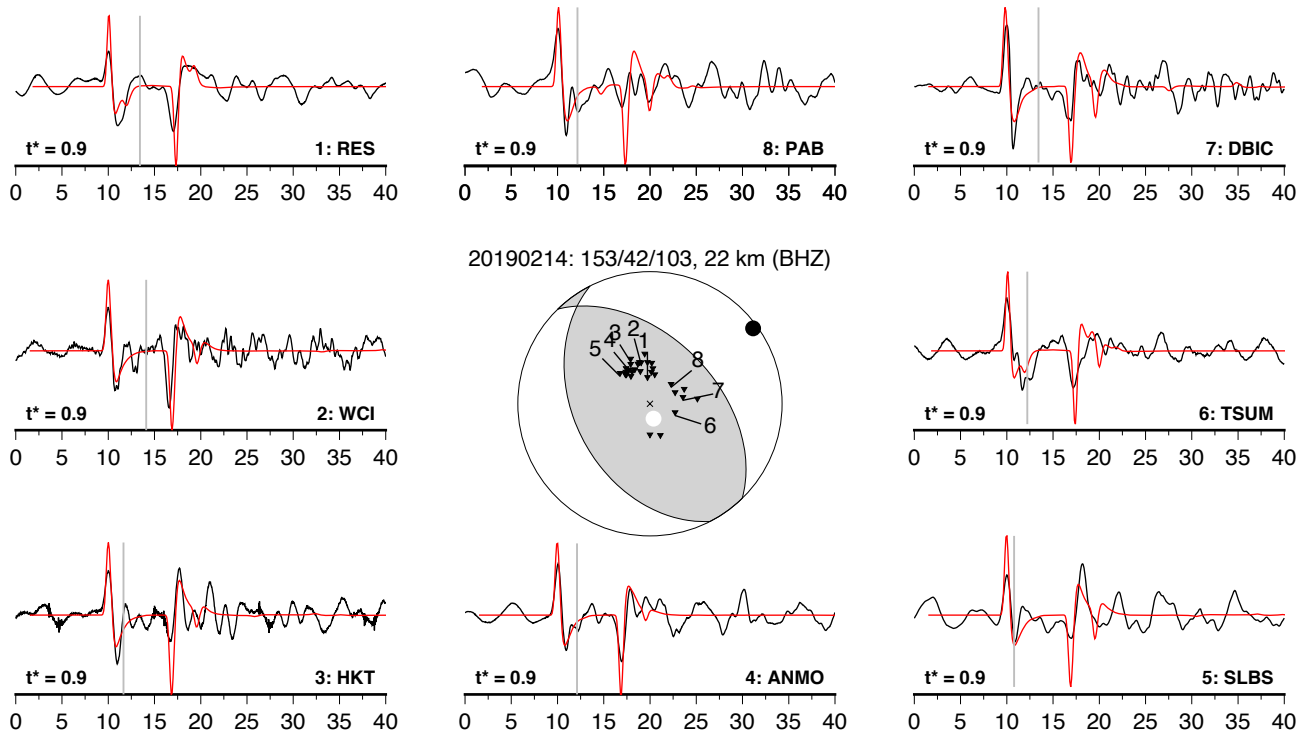 t* = 0.9 1: RES
0 5 10 15 20 25 30 35 40
t* = 0.9 8: PAB
0 5 10 15 20 25 30 35 40
t* = 0.9 7: DBIC
0 5 10 15 20 25 30 35 40
t* = 0.9 2: WCI
0 5 10 15 20 25 30 35 40
20190214: 153/42/103, 22 km (BHZ)
5 4 3 2 1 8 7 6
t* = 0.9 6: TSUM
0 5 10 15 20 25 30 35 40
t* = 0.9 3: HKT
0 5 10 15 20 25 30 35 40
t* = 0.9 4: ANMO
0 5 10 15 20 25 30 35 40
t* = 0.9 5: SLBS
0 5 10 15 20 25 30 35 40